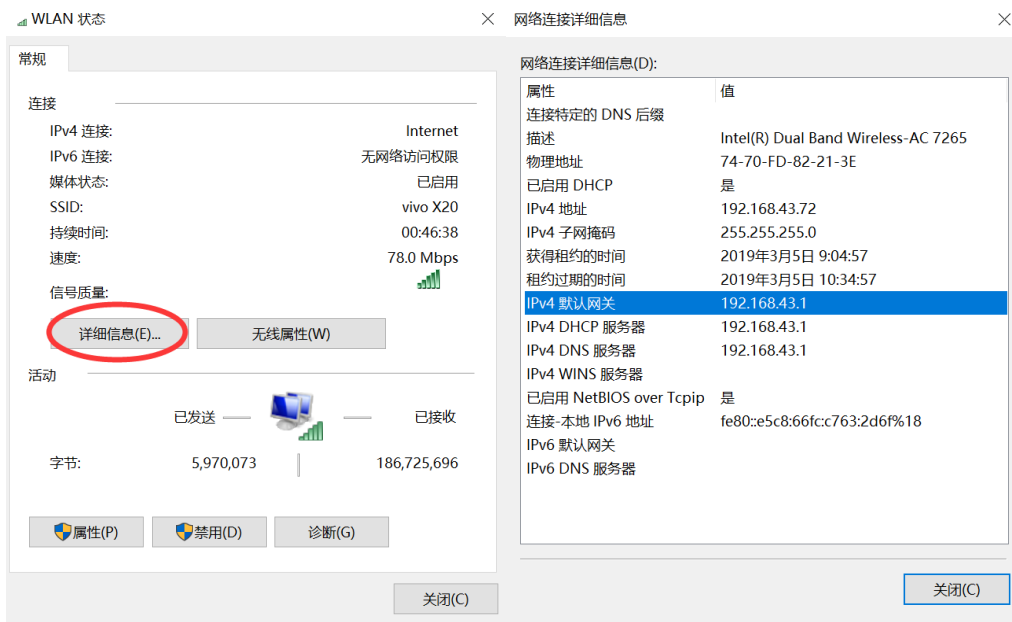 WLAN 状态
常规
连接
IPv4 连接: Internet
IPv6 连接: 无网络访问权限
媒体状态: 已启用
SSID: vivo X20
持续时间: 00:46:38
速度: 78.0 Mbps
信号质量:
详细信息(E)... 无线属性(W)
活动
已发送 已接收
字节: 5,970,073 186,725,696
属性(P) 禁用(D) 诊断(G)
关闭(C)
网络连接详细信息
网络连接详细信息(D):
属性 值
连接特定的 DNS 后缀
描述 Intel(R) Dual Band Wireless-AC 7265
物理地址 74-70-FD-82-21-3E
已启用 DHCP 是
IPv4 地址 192.168.43.72
IPv4 子网掩码 255.255.255.0
获得租约的时间 2019年3月5日 9:04:57
租约过期的时间 2019年3月5日 10:34:57
IPv4 默认网关 192.168.43.1
IPv4 DHCP 服务器 192.168.43.1
IPv4 DNS 服务器 192.168.43.1
IPv4 WINS 服务器
已启用 NetBIOS over Tcpip 是
连接-本地 IPv6 地址 fe80::e5c8:66fc:c763:2d6f%18
IPv6 默认网关
IPv6 DNS 服务器
关闭(C)